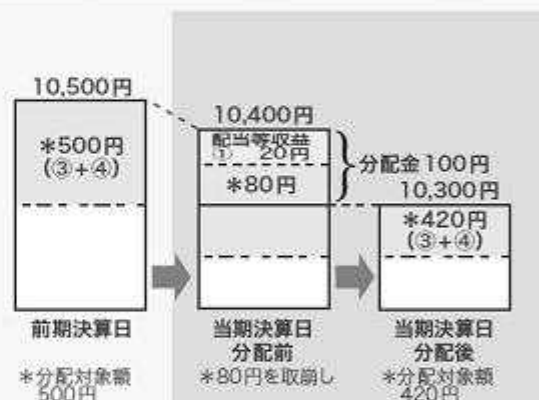 10,500円
*500円
(③+④)
前期決算日
*分配対象額
500円
10,400円
配当等収益
① 20円
*80円
分配金100円
当期決算日
分配前
*80円を取崩し
10,300円
*420円
(③+④)
当期決算日
分配後
*分配対象額
420円